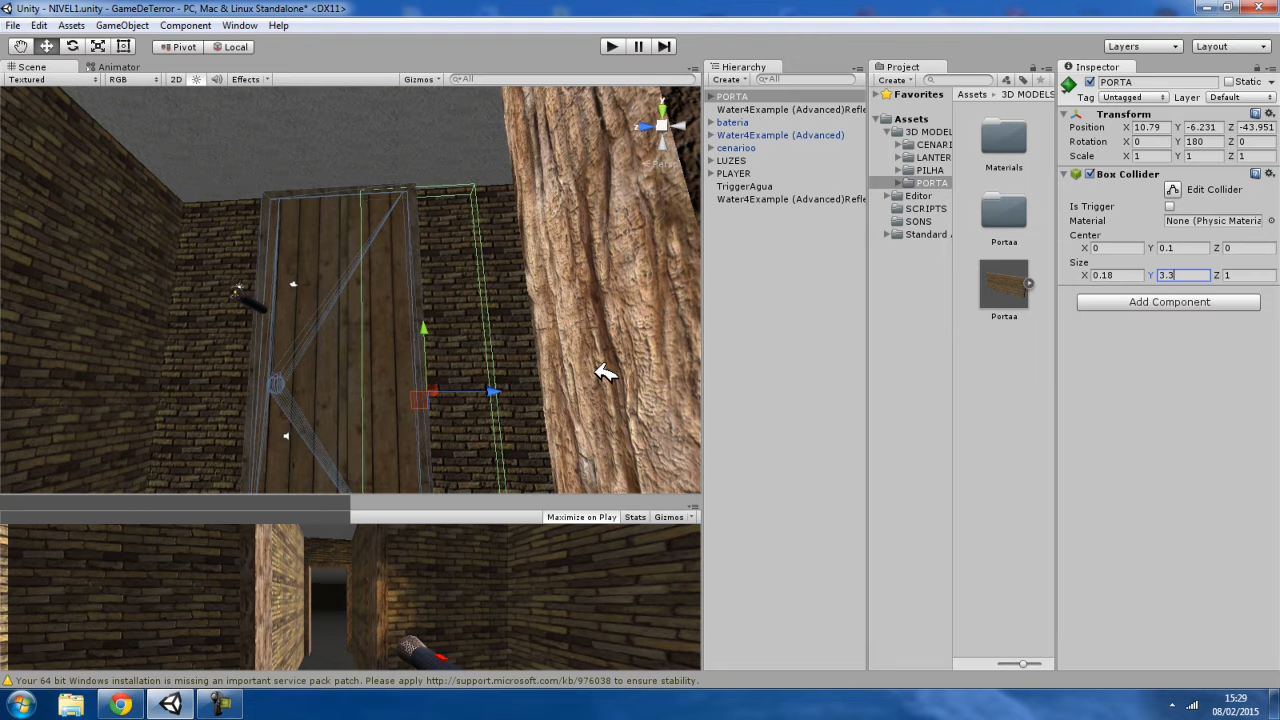 Unity - NIVEL1.unity - GameDeTerror - PC, Mac & Linux Standalone* <DX11>
File Edit Assets GameObject Component Window Help
Pivot Local Layers Layout
Scene Animator
Textured RGB 2D Effects Gizmos All
y
z
Persp
Maximize on Play Stats Gizmos
Hierarchy
Create All
PORTA
Water4Example (Advanced)Refle
bateria
Water4Example (Advanced)
cenarioo
LUZES
PLAYER
TriggerAgua
Water4Example (Advanced)Refle
Project
Create
Favorites
Assets
3D MODEL
CENARI
LANTER
PILHA
PORTA
Editor
SCRIPTS
SONS
Standard
Assets 3D MODELS
Materials
Portaa
Portaa
Inspector
PORTA Static
Tag Untagged Layer Default
Transform
Position X 10.79 Y -6.231 Z -43.951
Rotation X 0 Y 180 Z 0
Scale X 1 Y 1 Z 1
Box Collider
Edit Collider
Is Trigger
Material None (Physic Materia
Center
X 0 Y 0.1 Z 0
Size
X 0.18 Y 3.3 Z 1
Add Component
Your 64 bit Windows installation is missing an important service pack patch. Please apply http://support.microsoft.com/kb/976038 to ensure stability.
15:29
08/02/2015